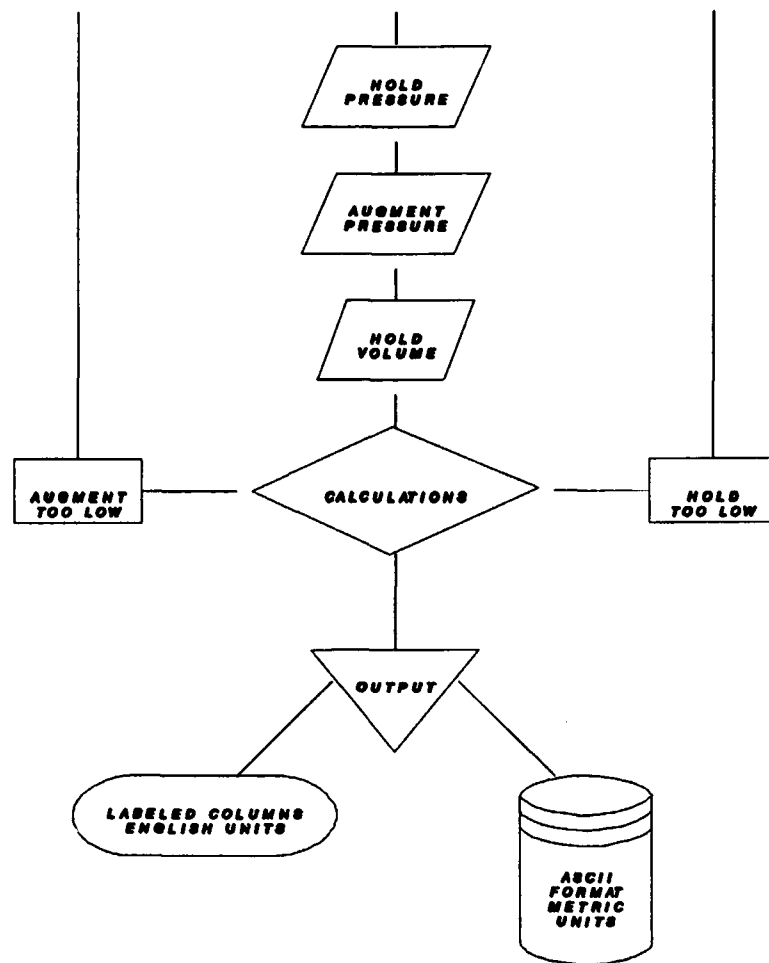 HOLD
PRESSURE
AUGMENT
PRESSURE
HOLD
VOLUME
AUGMENT
TOO LOW
CALCULATIONS
HOLD
TOO LOW
OUTPUT
LABELED COLUMNS
ENGLISH UNITS
ASCII
FORMAT
METRIC
UNITS